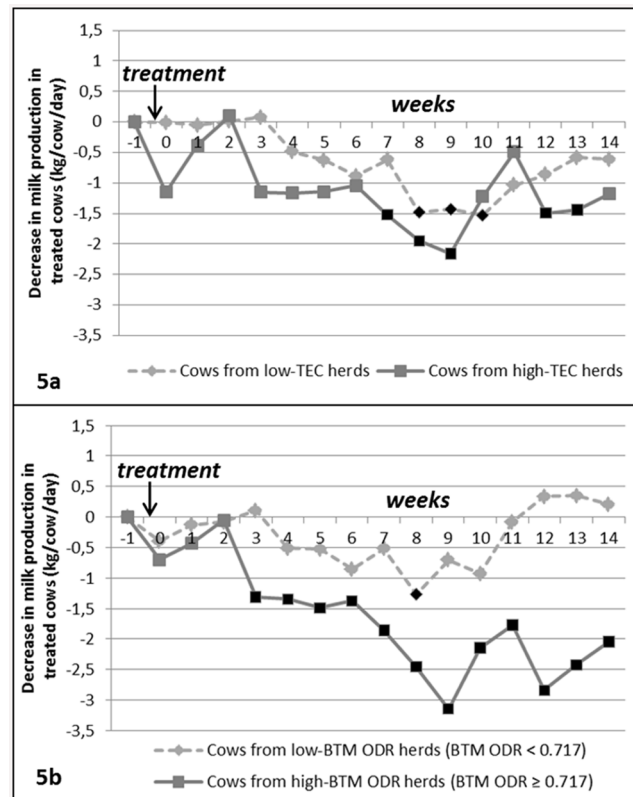 Decrease in milk production in
treated cows (kg/cow/day)
1,5
1
0,5
0
-0,5
-1
-1,5
-2
-2,5
-3
-3,5
treatment
weeks
-1 0 1 2 3 4 5 6 7 8 9 10 11 12 13 14
5a
Cows from low-TEC herds
Cows from high-TEC herds
Decrease in milk production in
treated cows (kg/cow/day)
1,5
1
0,5
0
-0,5
-1
-1,5
-2
-2,5
-3
-3,5
treatment
weeks
-1 0 1 2 3 4 5 6 7 8 9 10 11 12 13 14
5b
Cows from low-BTM ODR herds (BTM ODR < 0.717)
Cows from high-BTM ODR herds (BTM ODR ≥ 0.717)